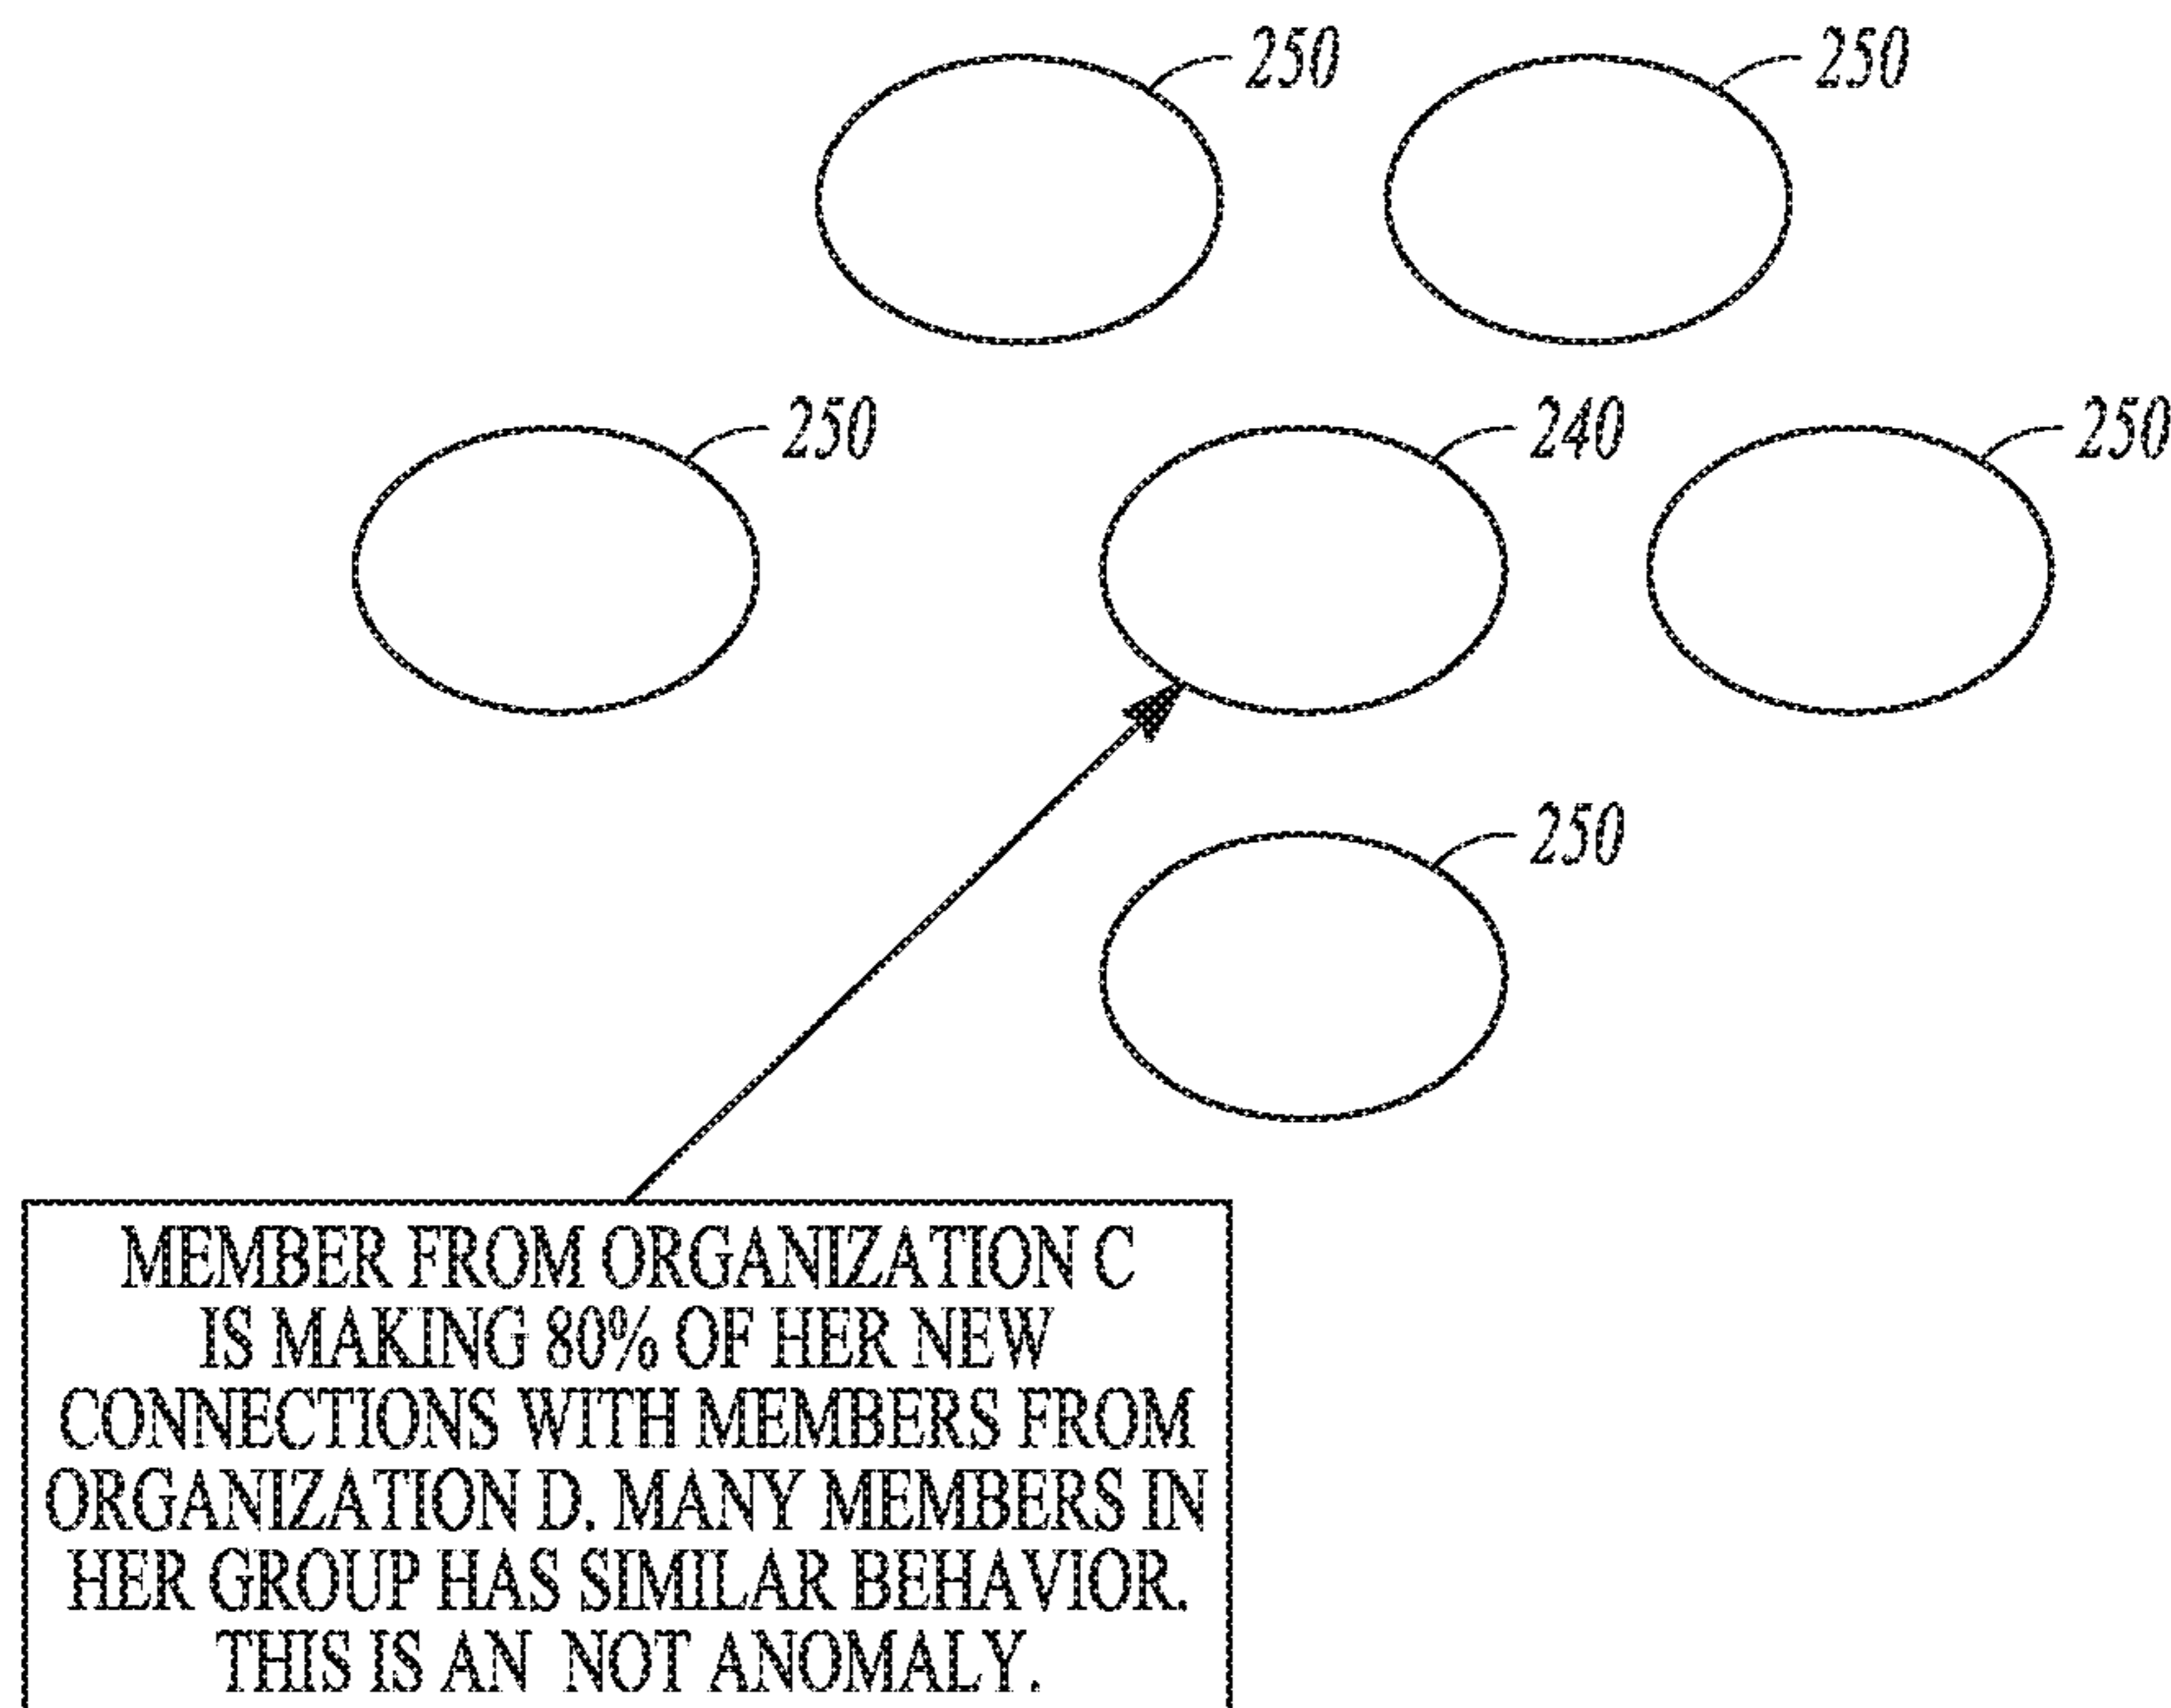 250
250
250
240
250
250
MEMBER FROM ORGANIZATION C
IS MAKING 80% OF HER NEW
CONNECTIONS WITH MEMBERS FROM
ORGANIZATION D. MANY MEMBERS IN
HER GROUP HAS SIMILAR BEHAVIOR.
THIS IS AN NOT ANOMALY.